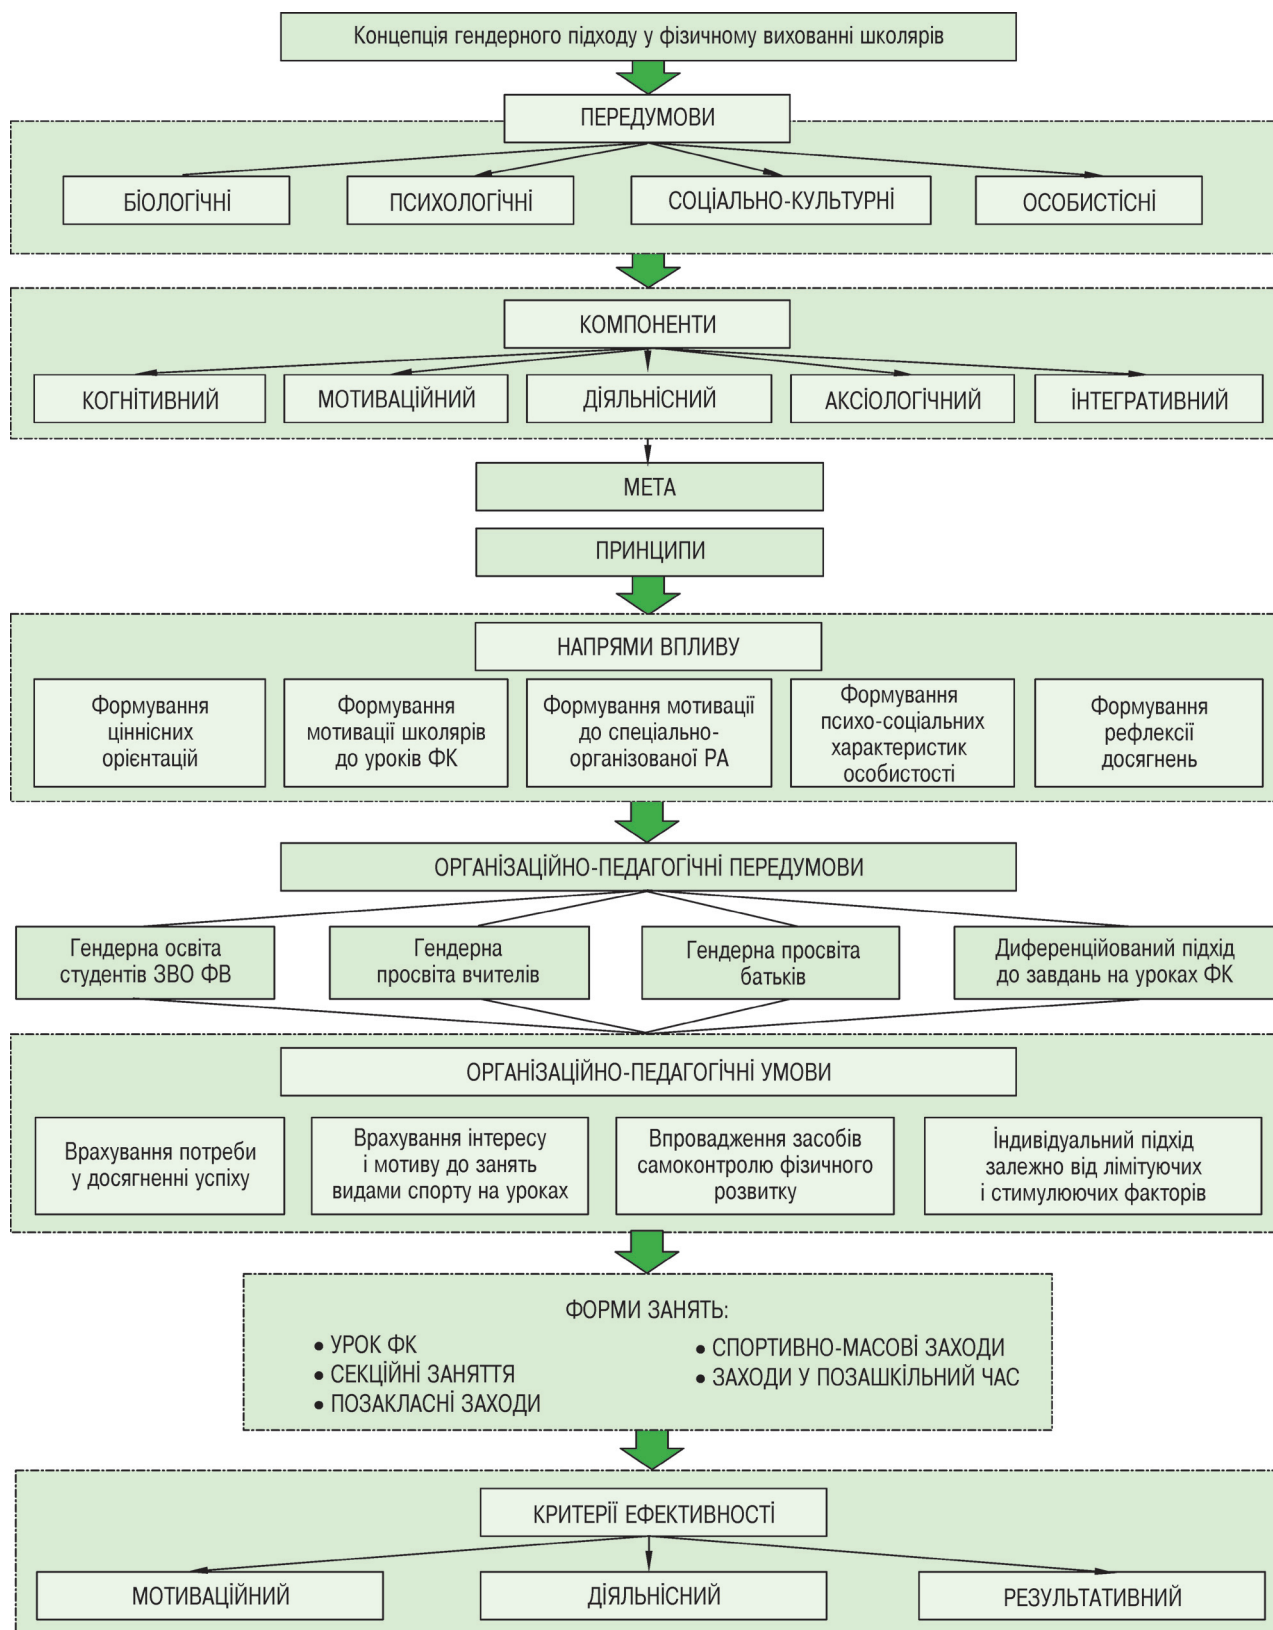 Концепція гендерного підходу у фізичному вихованні школярів
ПЕРЕДУМОВИ
БІОЛОГІЧНІ
ПСИХОЛОГІЧНІ
СОЦІАЛЬНО-КУЛЬТУРНІ
ОСОБИСТІСНІ
КОМПОНЕНТИ
КОГНІТИВНИЙ
МОТИВАЦІЙНИЙ
ДІЯЛЬНІСНИЙ
АКСІОЛОГІЧНИЙ
ІНТЕГРАТИВНИЙ
МЕТА
ПРИНЦИПИ
НАПРЯМИ ВПЛИВУ
Формування
ціннісних
орієнтацій
Формування
мотивації школярів
до уроків ФК
Формування мотивації
до спеціально-
організованої РА
Формування
психо-соціальних
характеристик
особистості
Формування
рефлексії
досягнень
ОРГАНІЗАЦІЙНО-ПЕДАГОГІЧНІ ПЕРЕДУМОВИ
Гендерна освіта
студентів ЗВО ФВ
Гендерна
просвіта вчителів
Гендерна просвіта
батьків
Диференційований підхід
до завдань на уроках ФК
ОРГАНІЗАЦІЙНО-ПЕДАГОГІЧНІ УМОВИ
Врахування потреби
у досягненні успіху
Врахування інтересу
і мотиву до занять
видами спорту на уроках
Впровадження засобів
самоконтролю фізичного
розвитку
Індивідуальний підхід
залежно від лімітуючих
і стимулюючих факторів
ФОРМИ ЗАНЯТЬ:
● УРОК ФК
● СЕКЦІЙНІ ЗАНЯТТЯ
● ПОЗАКЛАСНІ ЗАХОДИ
● СПОРТИВНО-МАСОВІ ЗАХОДИ
● ЗАХОДИ У ПОЗАШКІЛЬНИЙ ЧАС
КРИТЕРІЇ ЕФЕКТИВНОСТІ
МОТИВАЦІЙНИЙ
ДІЯЛЬНІСНИЙ
РЕЗУЛЬТАТИВНИЙ